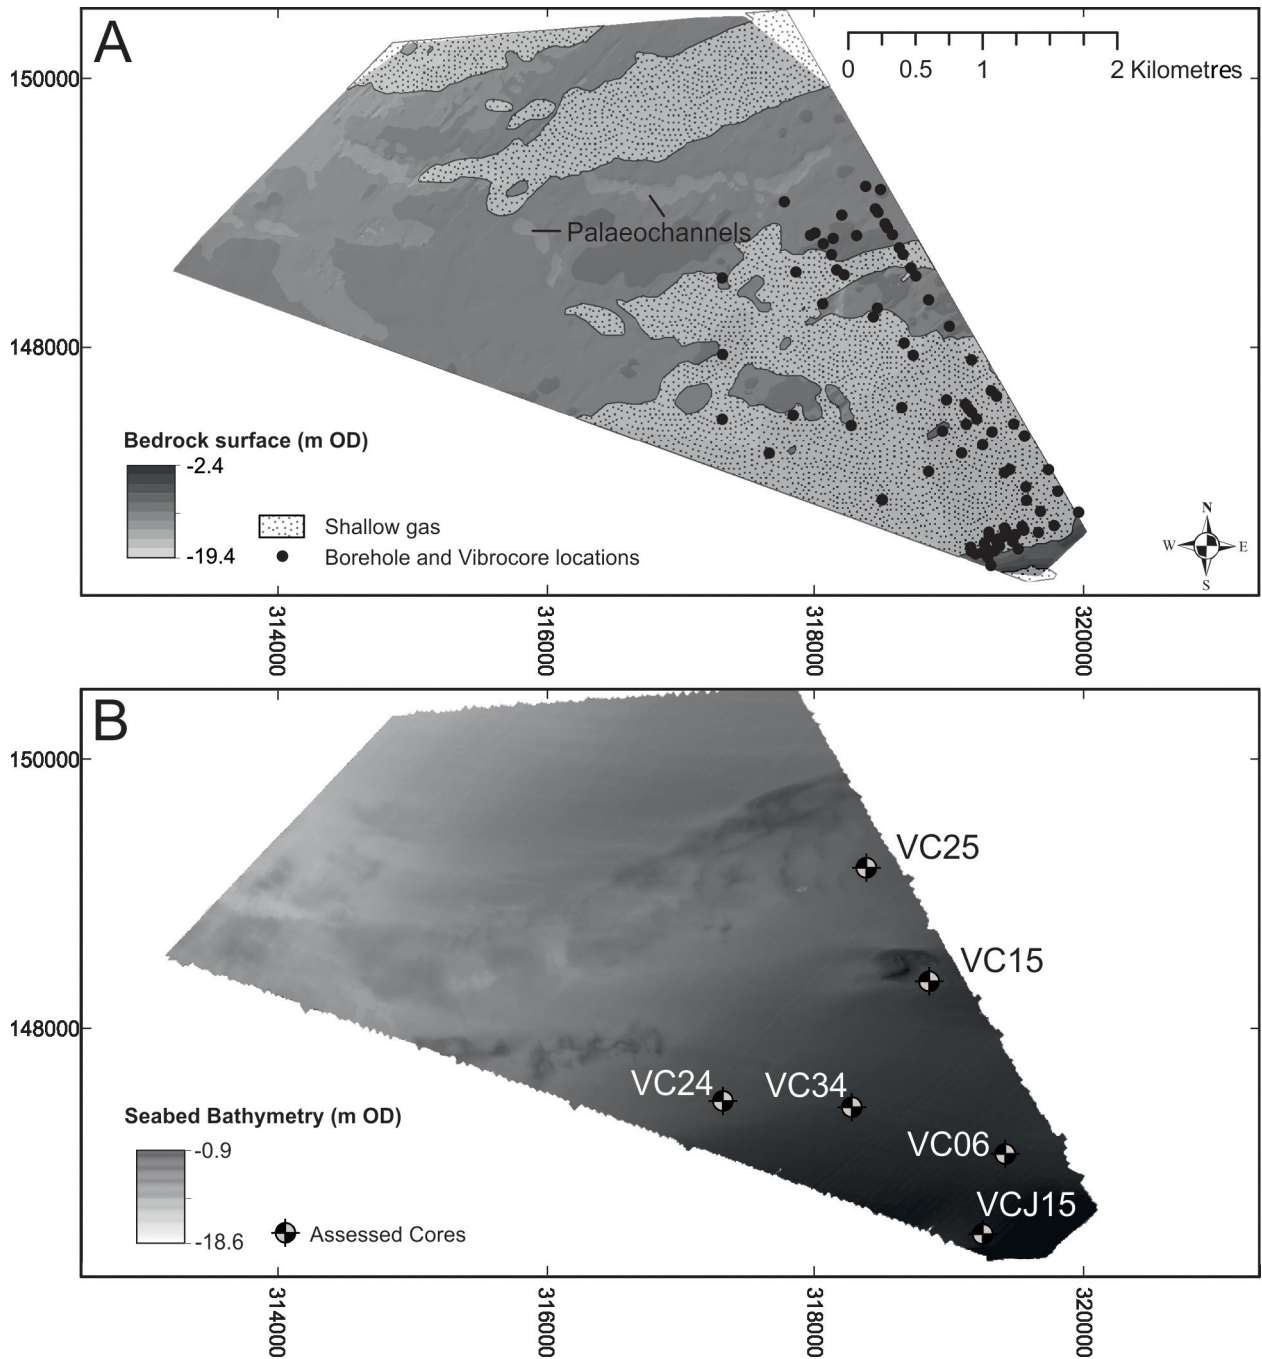 A
0 0.5 1 2 Kilometres
150000
Palaeochannels
148000
Bedrock surface (m OD)
-2.4
-19.4
Shallow gas
Borehole and Vibrocore locations
N
W E
S
314000 316000 318000 320000
B
150000
VC25
VC15
148000
VC24 VC34
VC06
VCJ15
Seabed Bathymetry (m OD)
-0.9
-18.6
Assessed Cores
314000 316000 318000 320000